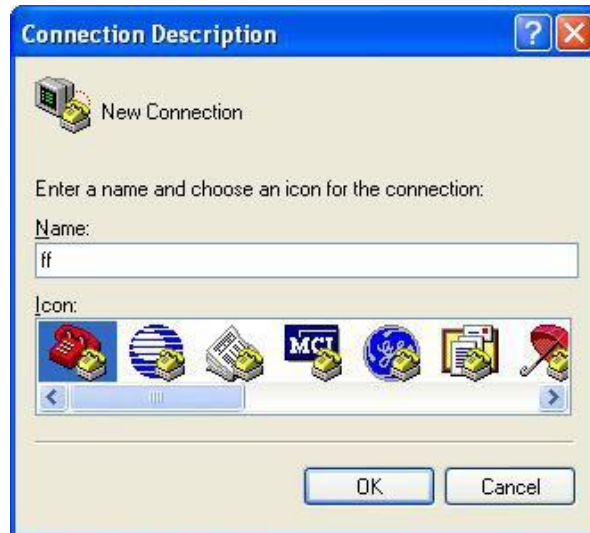 Connection Description
New Connection
Enter a name and choose an icon for the connection:
Name:
ff
Icon:
MCI
OK Cancel